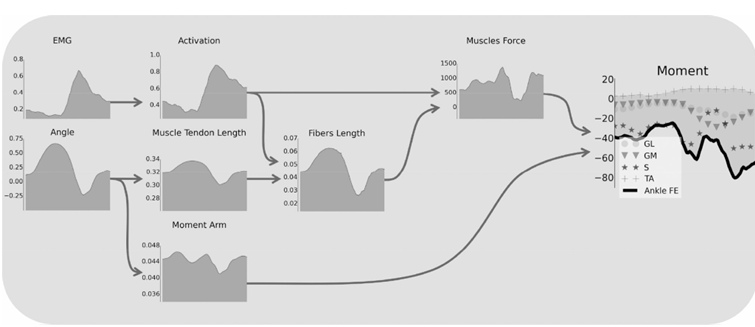 EMG
0.8
0.6
0.4
0.2
Activation
1.0
0.8
0.6
0.4
Muscles Force
1500
1000
500
0
Moment
20
0
−20
−40
−60
−80
GL
GM
S
TA
Ankle FE
Angle
0.75
0.50
0.25
0.00
−0.25
Muscle Tendon Length
0.34
0.32
0.30
0.28
Fibers Length
0.07
0.06
0.05
0.04
0.03
0.02
Moment Arm
0.048
0.044
0.040
0.036